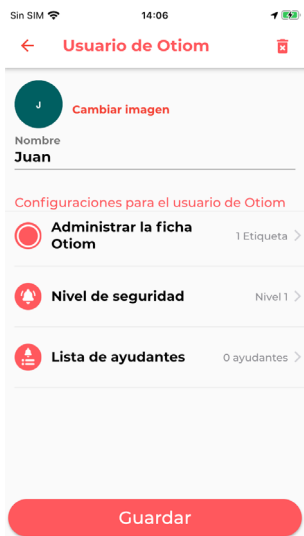 Sin SIM 14:06
Usuario de Otiom
J
Cambiar imagen
Nombre
Juan
Configuraciones para el usuario de Otiom
Administrar la ficha
Otiom
1 Etiqueta
Nivel de seguridad
Nivel 1
Lista de ayudantes
0 ayudantes
Guardar